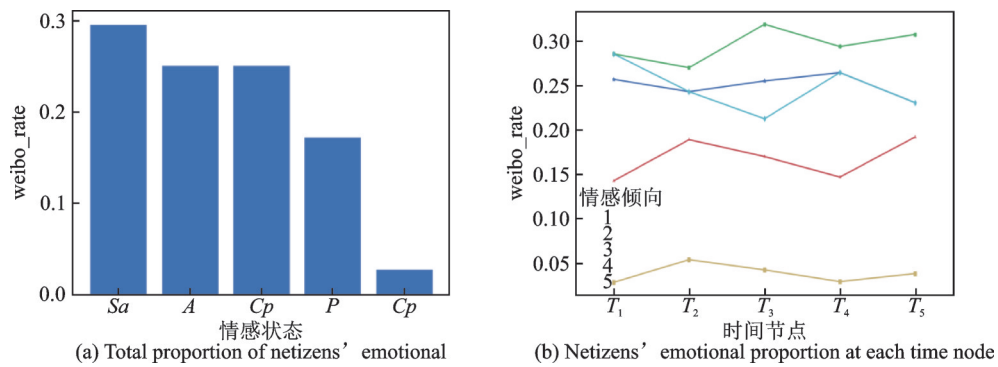 weibo_rate
0.3
0.2
0.1
0.0
Sa A Cp P Cp
情感状态
(a) Total proportion of netizens’ emotional
weibo_rate
0.30
0.25
0.20
0.15
0.10
0.05
情感倾向
1
2
3
4
5
T1 T2 T3 T4 T5
时间节点
(b) Netizens’ emotional proportion at each time node